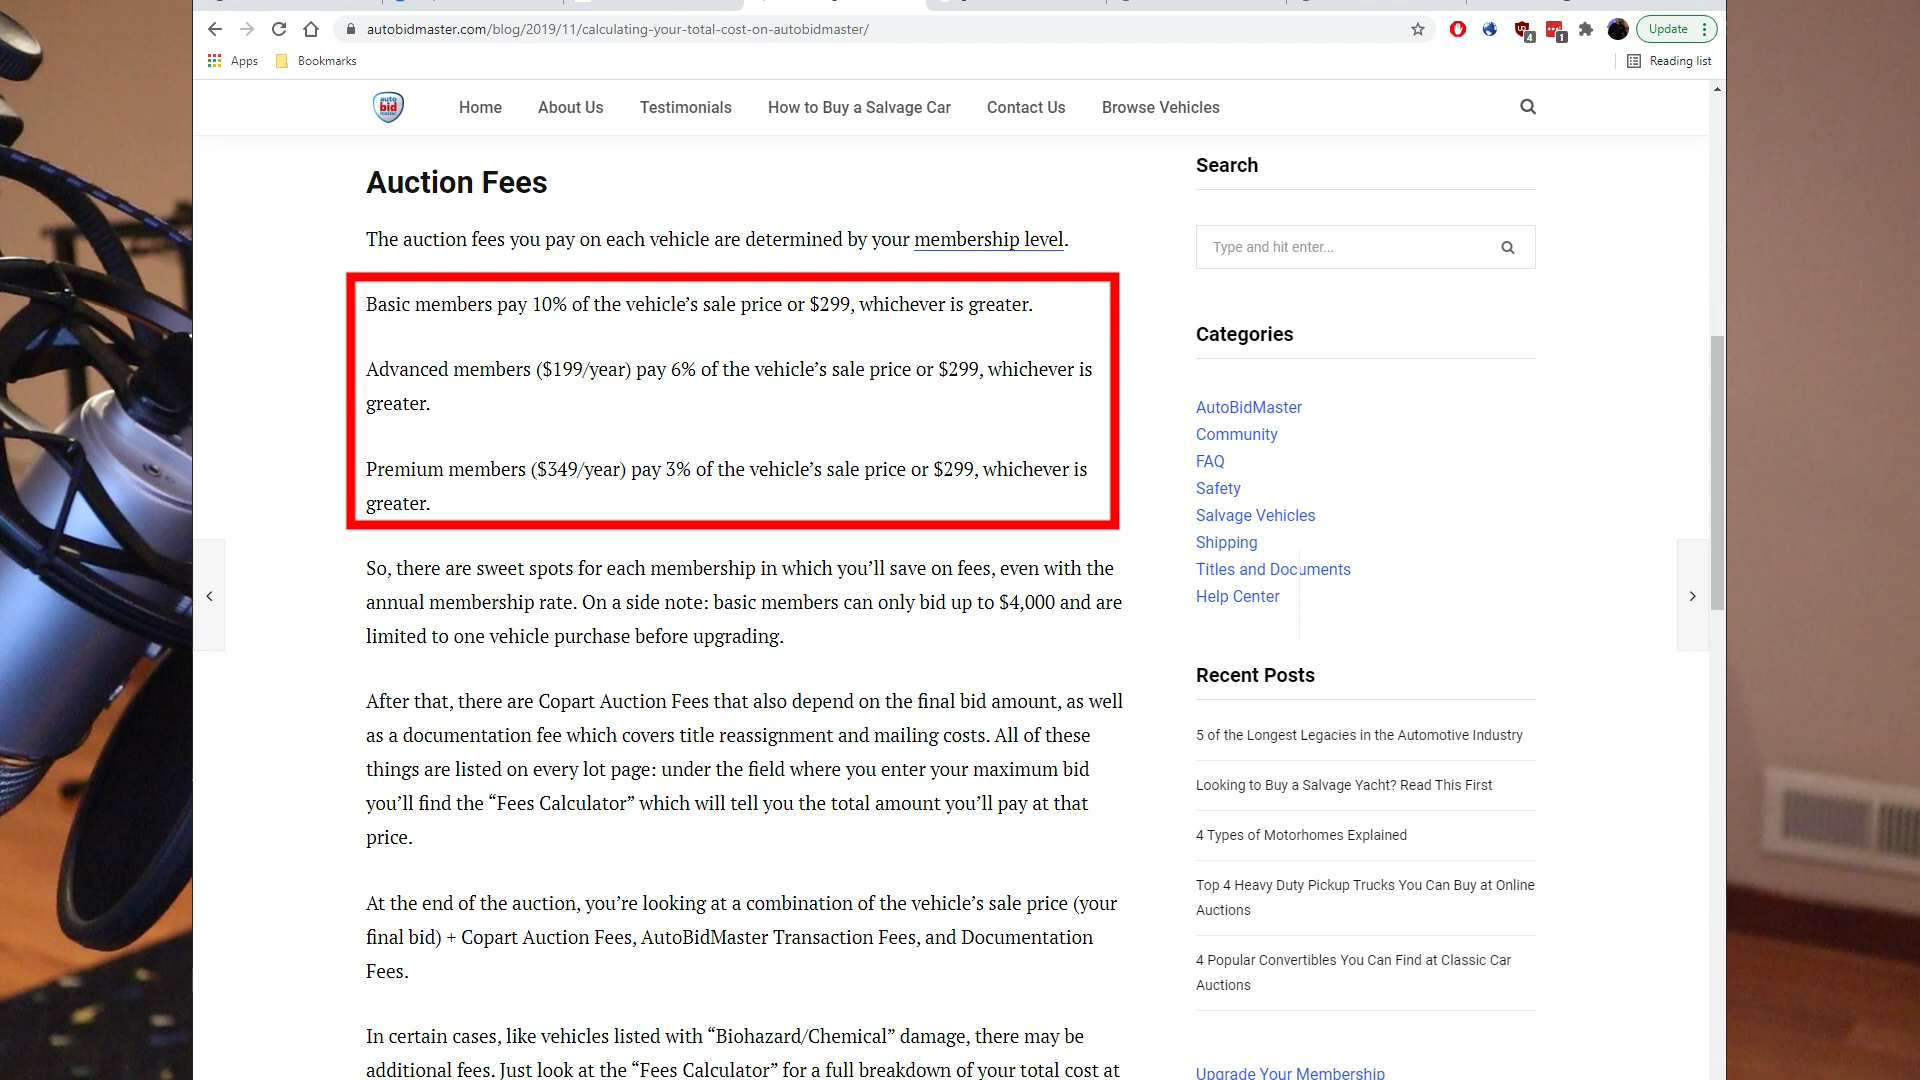 autobidmaster.com/blog/2019/11/calculating-your-total-cost-on-autobidmaster/
4
1
Update
Apps
Bookmarks
Reading list
auto
bid
master
Home
About Us
Testimonials
How to Buy a Salvage Car
Contact Us
Browse Vehicles
Auction Fees
The auction fees you pay on each vehicle are determined by your membership level.
Basic members pay 10% of the vehicle’s sale price or $299, whichever is greater.
Advanced members ($199/year) pay 6% of the vehicle’s sale price or $299, whichever is
greater.
Premium members ($349/year) pay 3% of the vehicle’s sale price or $299, whichever is
greater.
So, there are sweet spots for each membership in which you’ll save on fees, even with the
annual membership rate. On a side note: basic members can only bid up to $4,000 and are
limited to one vehicle purchase before upgrading.
After that, there are Copart Auction Fees that also depend on the final bid amount, as well
as a documentation fee which covers title reassignment and mailing costs. All of these
things are listed on every lot page: under the field where you enter your maximum bid
you’ll find the “Fees Calculator” which will tell you the total amount you’ll pay at that
price.
At the end of the auction, you’re looking at a combination of the vehicle’s sale price (your
final bid) + Copart Auction Fees, AutoBidMaster Transaction Fees, and Documentation
Fees.
In certain cases, like vehicles listed with “Biohazard/Chemical” damage, there may be
additional fees. Just look at the “Fees Calculator” for a full breakdown of your total cost at
Search
Type and hit enter...
Categories
AutoBidMaster
Community
FAQ
Safety
Salvage Vehicles
Shipping
Titles and Documents
Help Center
Recent Posts
5 of the Longest Legacies in the Automotive Industry
Looking to Buy a Salvage Yacht? Read This First
4 Types of Motorhomes Explained
Top 4 Heavy Duty Pickup Trucks You Can Buy at Online
Auctions
4 Popular Convertibles You Can Find at Classic Car
Auctions
Upgrade Your Membership